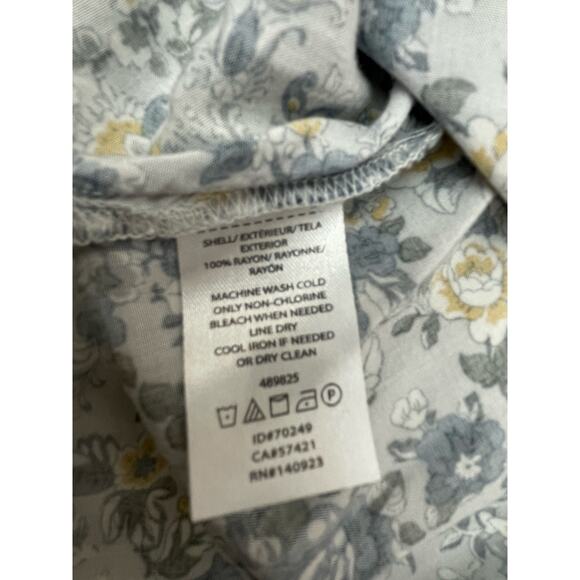 SHELL/ EXTÉRIEUR/ TELA
EXTERIOR
100% RAYON/ RAYONNE/
RAYÓN
MACHINE WASH COLD
ONLY NON-CHLORINE
BLEACH WHEN NEEDED
LINE DRY
COOL IRON IF NEEDED
OR DRY CLEAN
489825
P
ID#70249
CA#57421
RN#140923